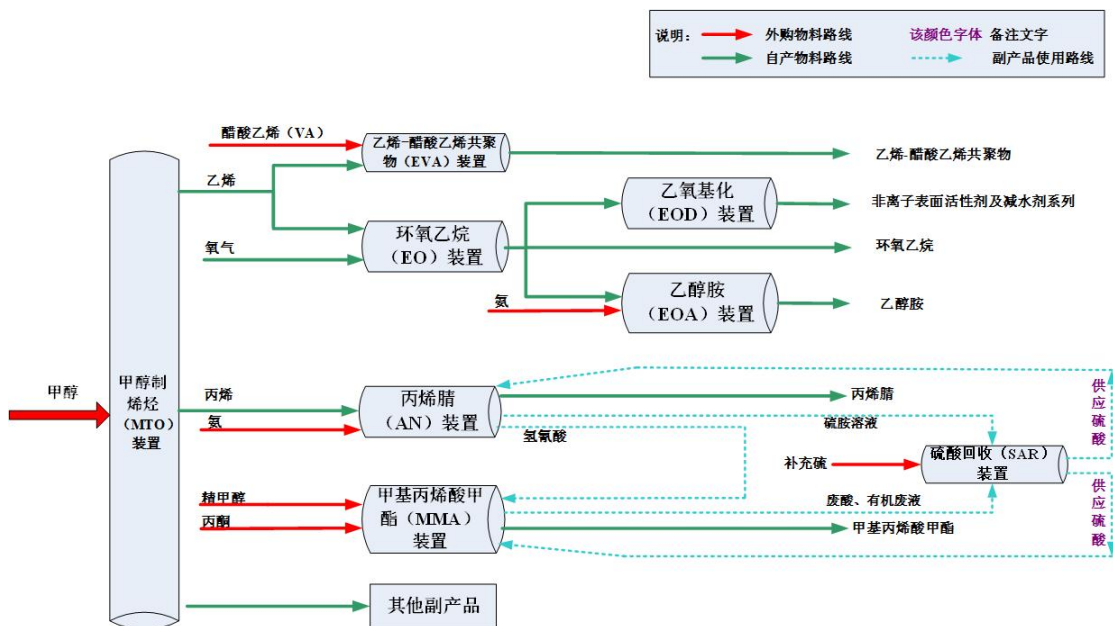 说明：
外购物料路线
该颜色字体 备注文字
自产物料路线
副产品使用路线
醋酸乙烯（VA）
乙烯-醋酸乙烯共聚
物（EVA）装置
乙烯-醋酸乙烯共聚物
乙烯
乙氧基化
（EOD）装置
非离子表面活性剂及减水剂系列
氧气
环氧乙烷
（EO）装置
环氧乙烷
氨
乙醇胺
（EOA）装置
乙醇胺
甲醇
甲醇制
烯烃
（MTO）
装置
丙烯
氨
丙烯腈
（AN）装置
丙烯腈
硫胺溶液
氢氰酸
供应硫酸
补充硫
硫酸回收（SAR）
装置
精甲醇
丙酮
甲基丙烯酸甲
酯（MMA）
装置
废酸、有机废液
甲基丙烯酸甲酯
供应硫酸
其他副产品